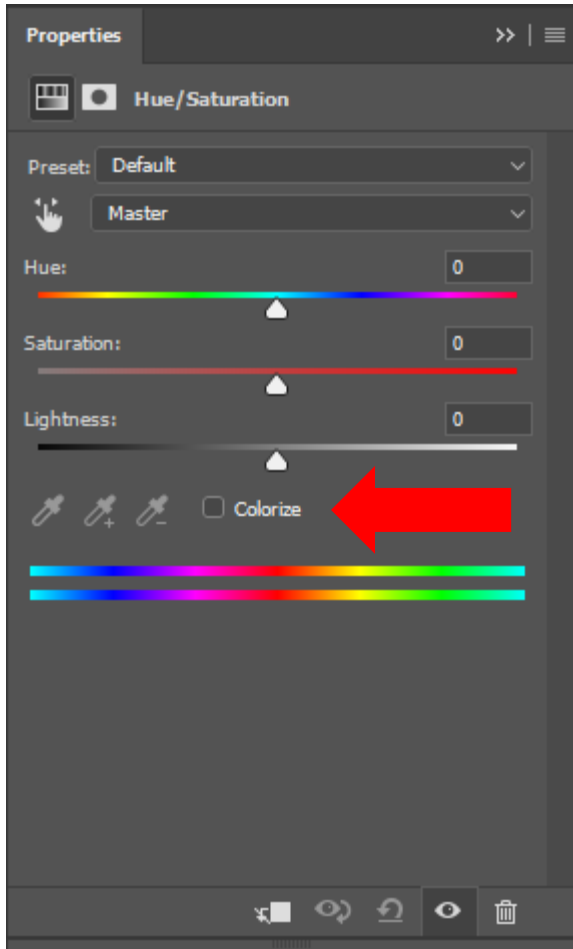 Properties
Hue/Saturation
Preset: Default
Master
Hue: 0
Saturation: 0
Lightness: 0
Colorize